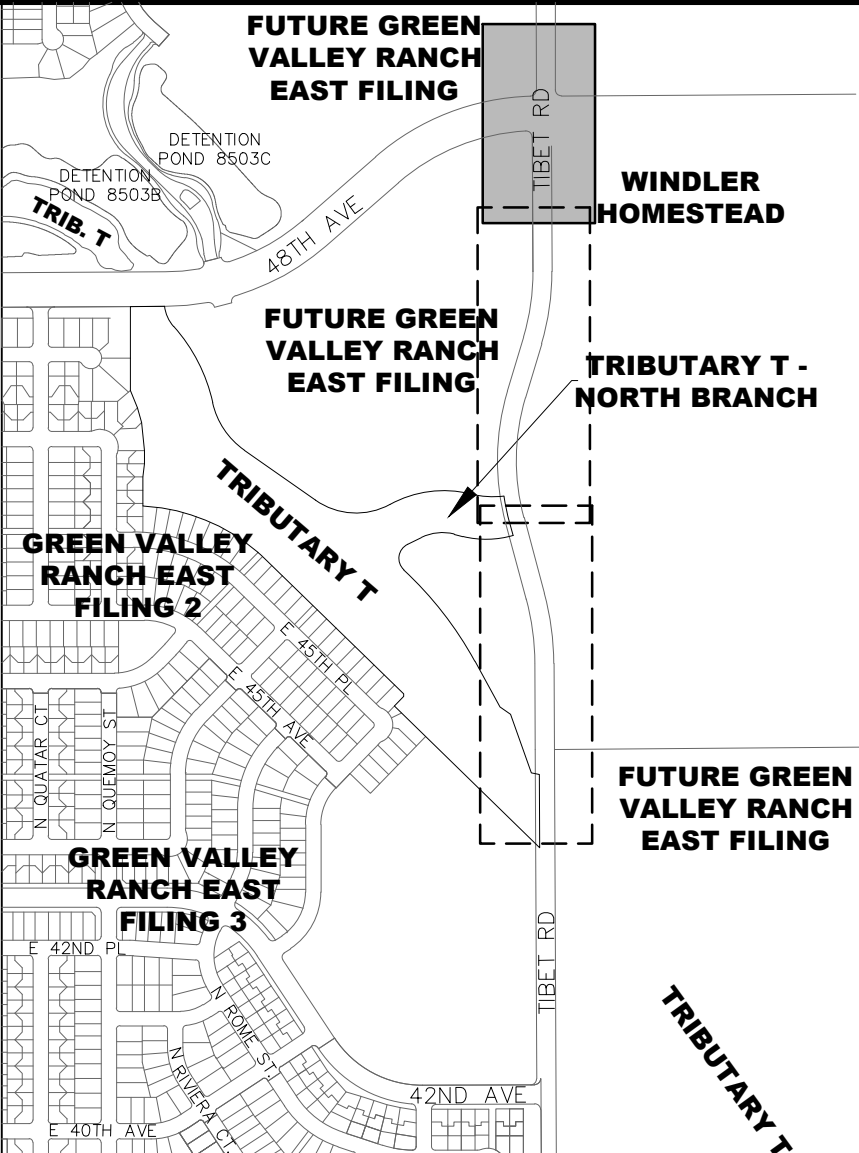 FUTURE GREEN
VALLEY RANCH
EAST FILING
TIBET RD
DETENTION
POND 8503C
DETENTION
POND 8503B
TRIB. T
WINDLER
HOMESTEAD
48TH AVE
FUTURE GREEN
VALLEY RANCH
EAST FILING
TRIBUTARY T -
NORTH BRANCH
TRIBUTARY T
GREEN VALLEY
RANCH EAST
FILING 2
E 45TH PL
E 45TH AVE
N QUATAR CT
N QUEMOY ST
FUTURE GREEN
VALLEY RANCH
EAST FILING
GREEN VALLEY
RANCH EAST
FILING 3
E 42ND PL
TIBET RD
N ROME ST.
TRIBUTARY T
N RIVIERA CT.
42ND AVE
E 40TH AVE